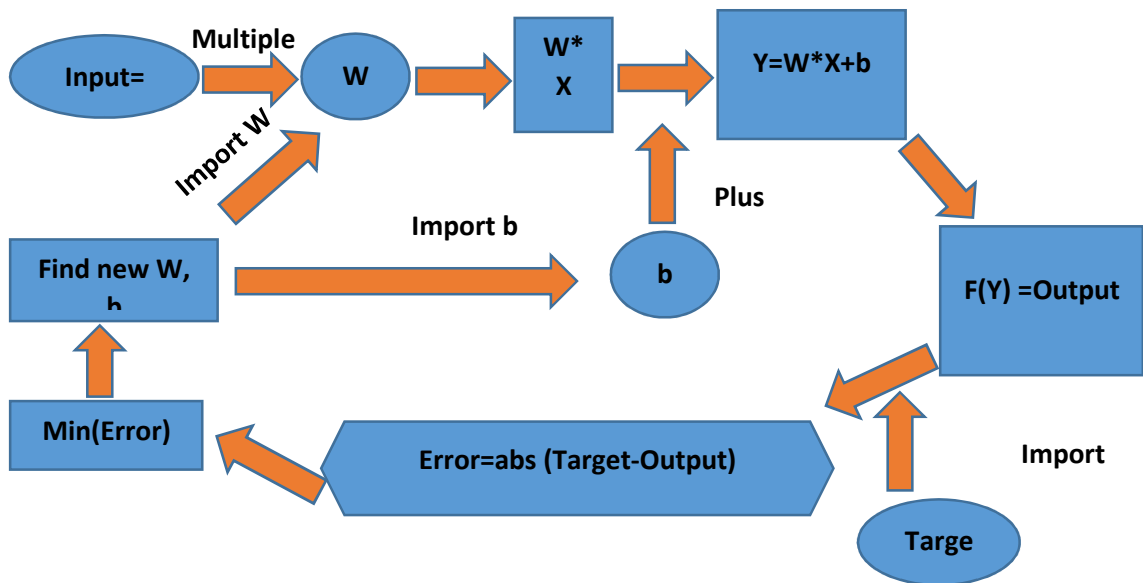 Multiple
Input=
W
W*
X
Y=W*X+b
Import W
Plus
Import b
Find new W,
b
F(Y) =Output
Min(Error)
Error=abs (Target-Output)
Import
Targe